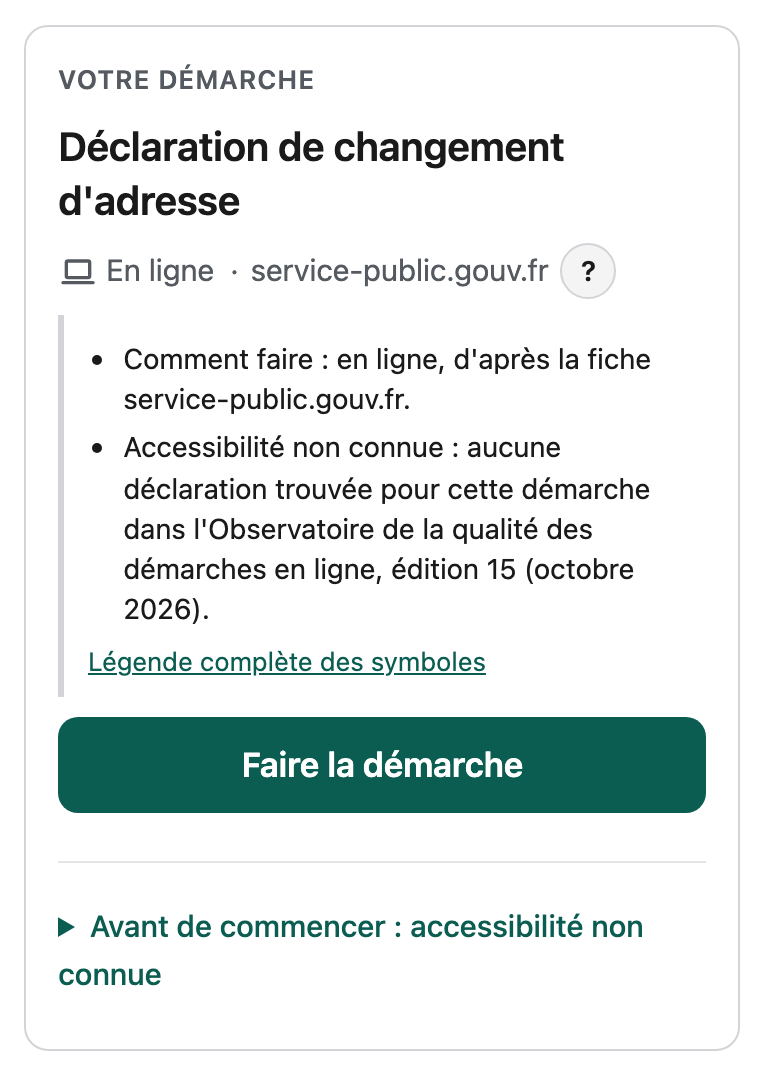 VOTRE DÉMARCHE
Déclaration de changement
d'adresse
En ligne · service-public.gouv.fr ?
• Comment faire : en ligne, d'après la fiche
service-public.gouv.fr.
• Accessibilité non connue : aucune
déclaration trouvée pour cette démarche
dans l'Observatoire de la qualité des
démarches en ligne, édition 15 (octobre
2026).
Légende complète des symboles
Faire la démarche
Avant de commencer : accessibilité non
connue